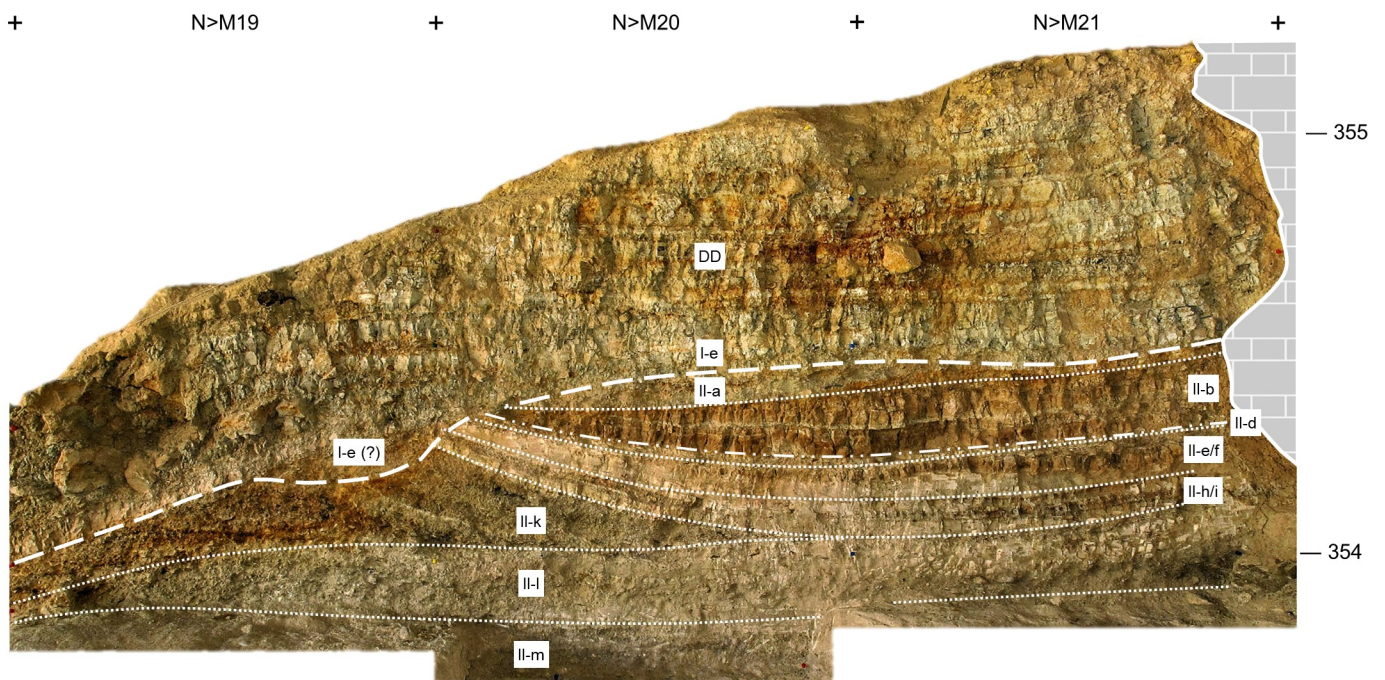 + N>M19 + N>M20 + N>M21 +
355
DD
I-e
II-a
II-b
II-d
I-e (?)
II-e/f
II-h/i
II-k
354
II-l
II-m